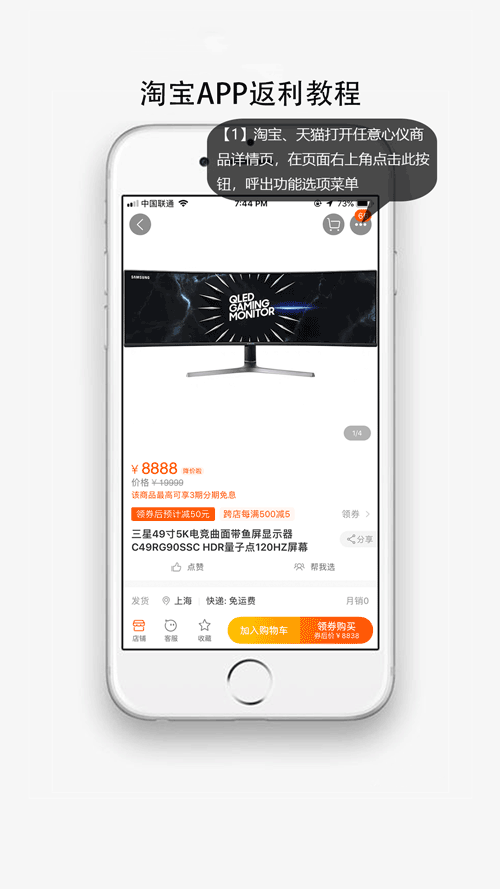 淘宝APP返利教程
【1】淘宝、天猫打开任意心仪商
品详情页，在页面右上角点击此按
钮，呼出功能选项菜单
中国联通 7:44 PM 73%
SAMSUNG
QLED
GAMING
MONITOR
1/4
¥ 8888 降价啦
价格 ¥19999
该商品最高可享3期分期免息
领券后预计减50元 跨店每满500减5 领券 >
三星49寸5K电竞曲面带鱼屏显示器
C49RG90SSC HDR量子点120HZ屏幕
分享
点赞 帮我选
发货 上海 快递: 免运费 月销0
店铺 客服 收藏 加入购物车 领券购买
券后价 ¥8838